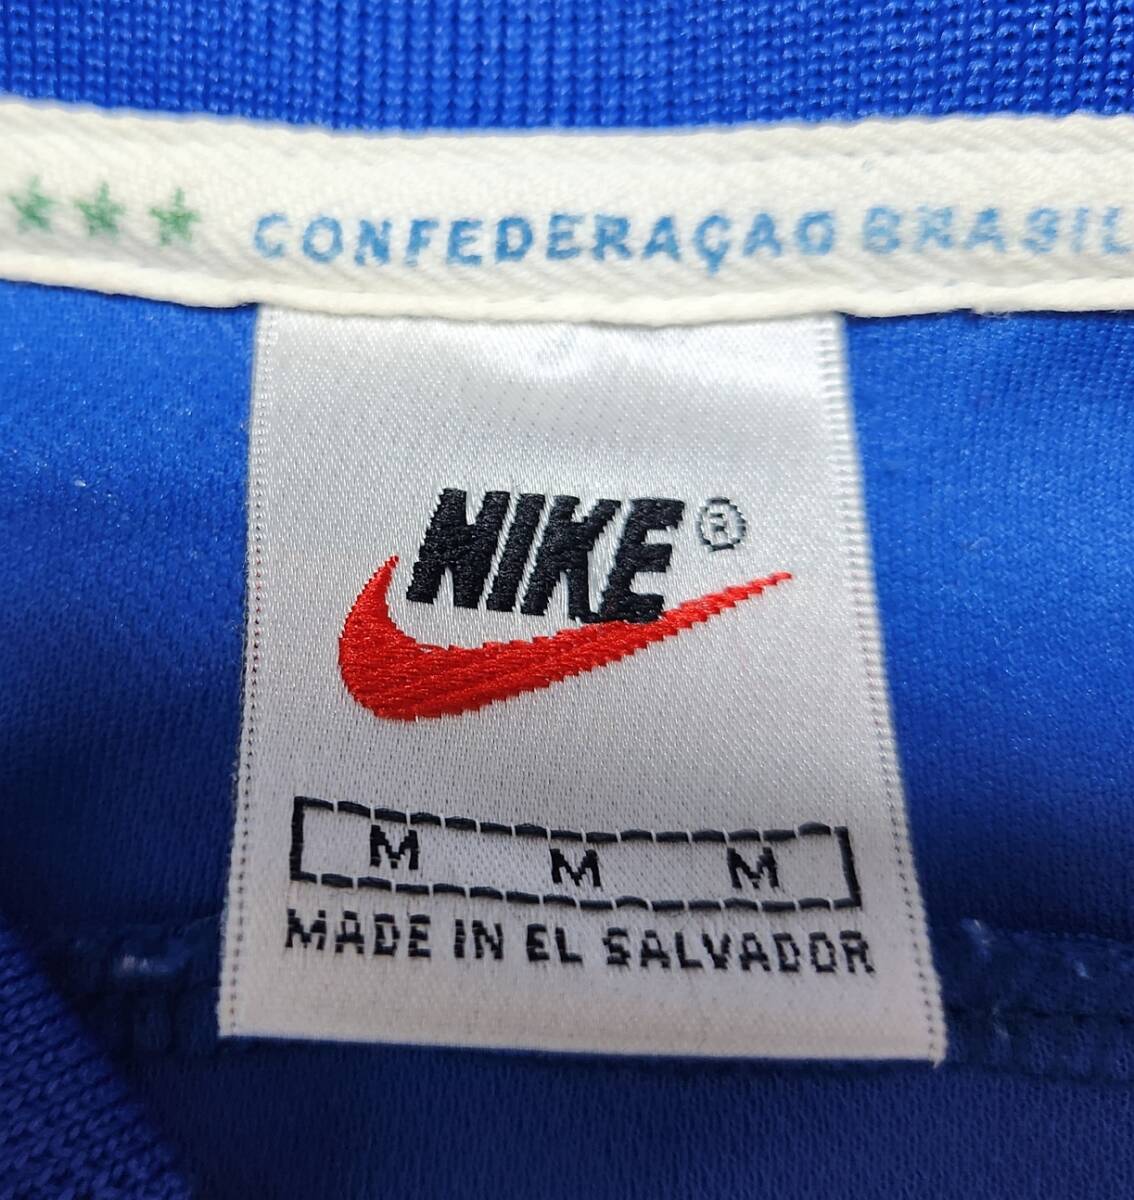 ★★★ CONFEDERAÇAO BRASIL
NIKE®
M M M
MADE IN EL SALVADOR